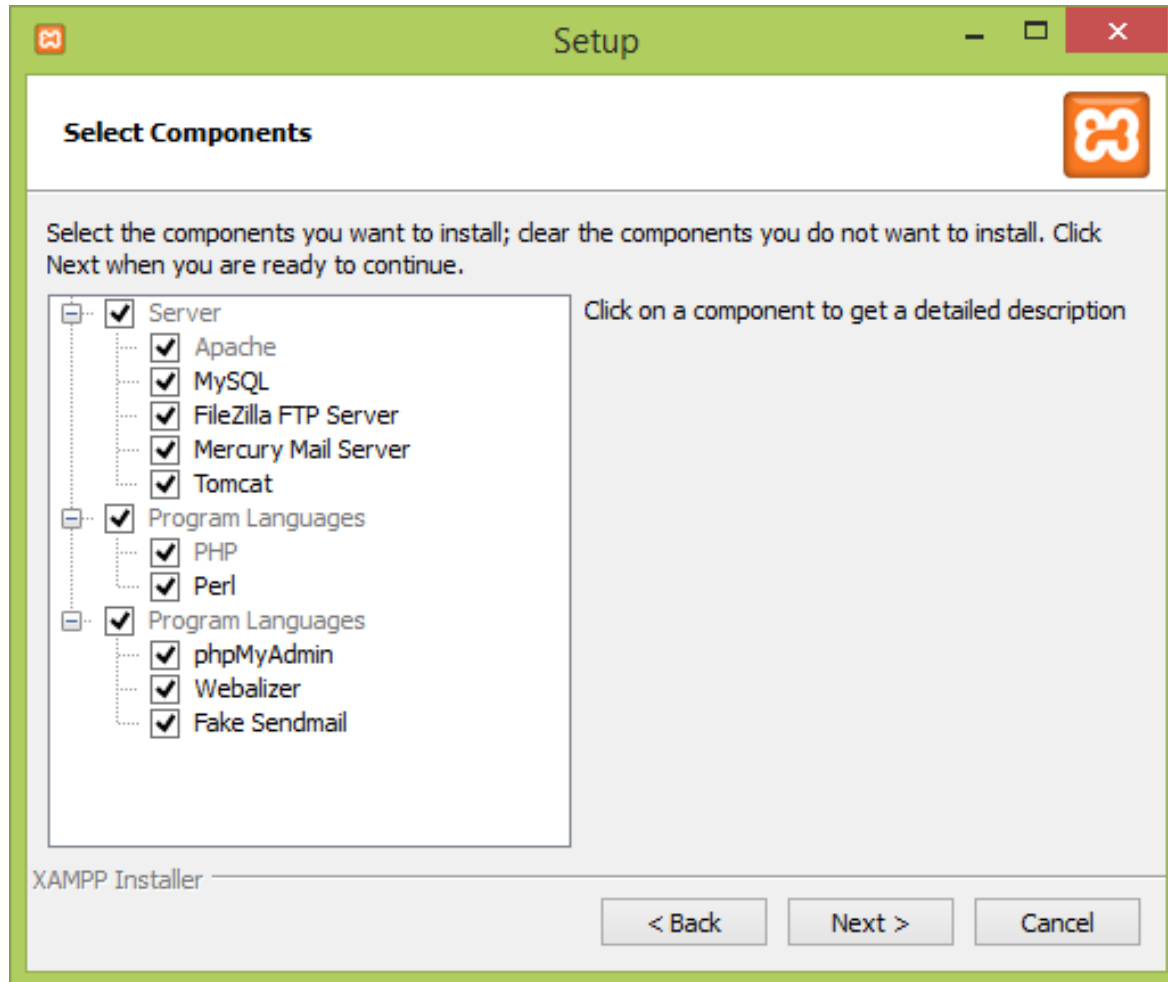 Setup
Select Components
Select the components you want to install; clear the components you do not want to install. Click
Next when you are ready to continue.
Server
Apache
MySQL
FileZilla FTP Server
Mercury Mail Server
Tomcat
Program Languages
PHP
Perl
Program Languages
phpMyAdmin
Webalizer
Fake Sendmail
Click on a component to get a detailed description
XAMPP Installer
< Back
Next >
Cancel